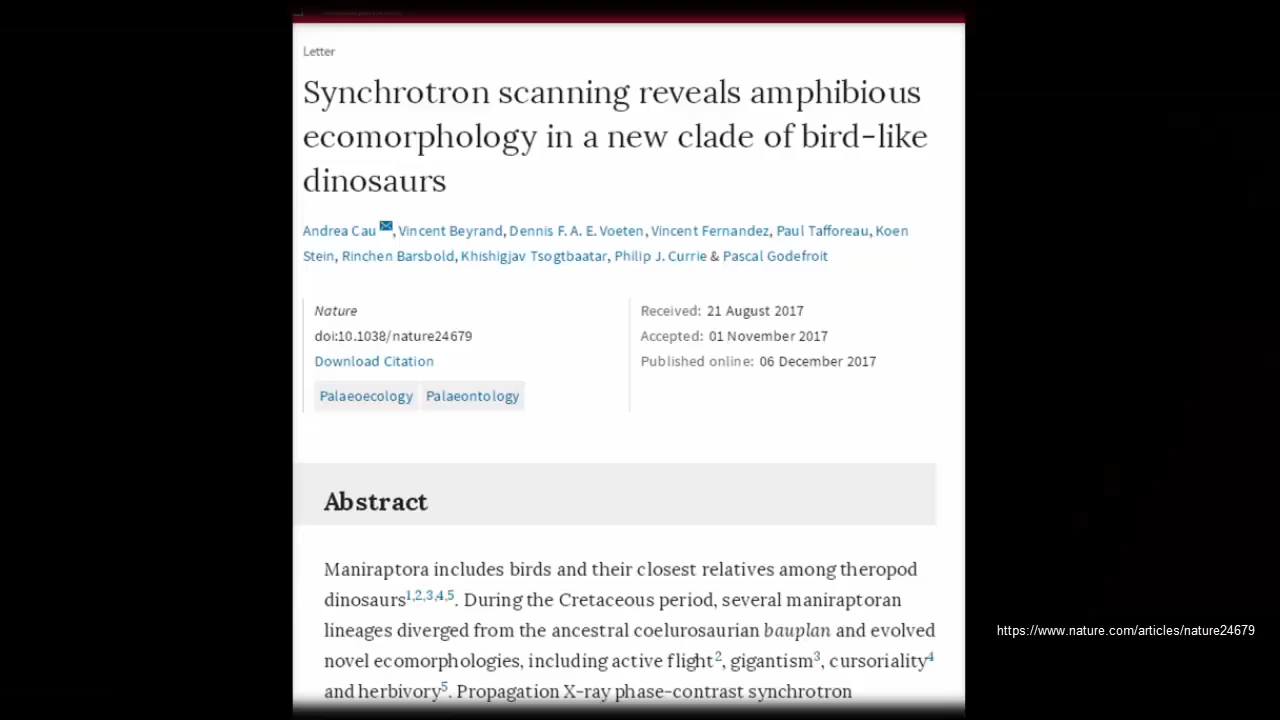 Letter
Synchrotron scanning reveals amphibious
ecomorphology in a new clade of bird-like
dinosaurs
Andrea Cau, Vincent Beyrand, Dennis F. A. E. Voeten, Vincent Fernandez, Paul Tafforeau, Koen
Stein, Rinchen Barsbold, Khishigjav Tsogtbaatar, Philip J. Currie & Pascal Godefroit
Nature
doi:10.1038/nature24679
Download Citation
Palaeoecology Palaeontology
Received: 21 August 2017
Accepted: 01 November 2017
Published online: 06 December 2017
Abstract
Maniraptora includes birds and their closest relatives among theropod
dinosaurs1,2,3,4,5. During the Cretaceous period, several maniraptoran
lineages diverged from the ancestral coelurosaurian bauplan and evolved
novel ecomorphologies, including active flight2, gigantism3, cursoriality4
and herbivory5. Propagation X-ray phase-contrast synchrotron
https://www.nature.com/articles/nature24679